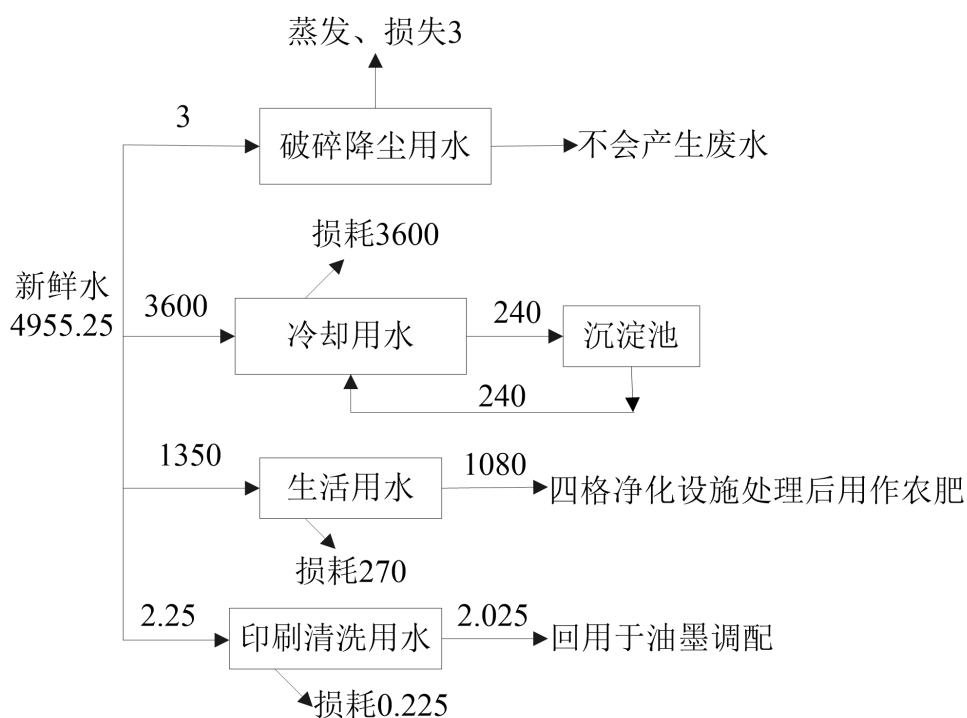 蒸发、损失3
3
破碎降尘用水
不会产生废水
损耗3600
新鲜水
4955.25
3600
冷却用水
240
沉淀池
240
1350
生活用水
1080
四格净化设施处理后用作农肥
损耗270
2.25
印刷清洗用水
2.025
回用于油墨调配
损耗0.225